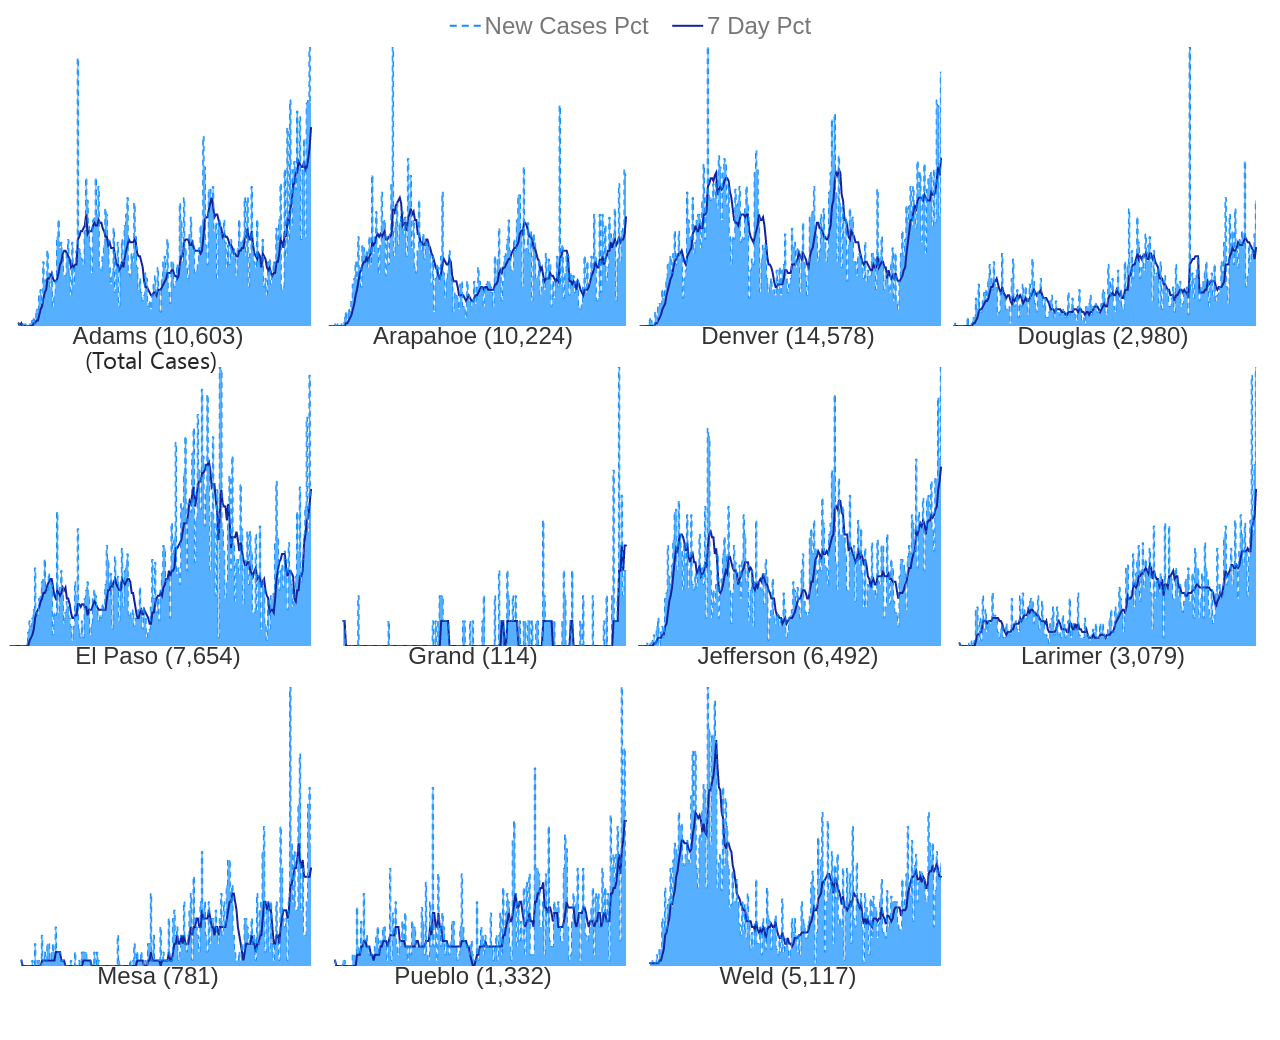 New Cases Pct 7 Day Pct
Adams (10,603) Arapahoe (10,224) Denver (14,578) Douglas (2,980)
(Total Cases)
El Paso (7,654) Grand (114) Jefferson (6,492) Larimer (3,079)
Mesa (781) Pueblo (1,332) Weld (5,117)